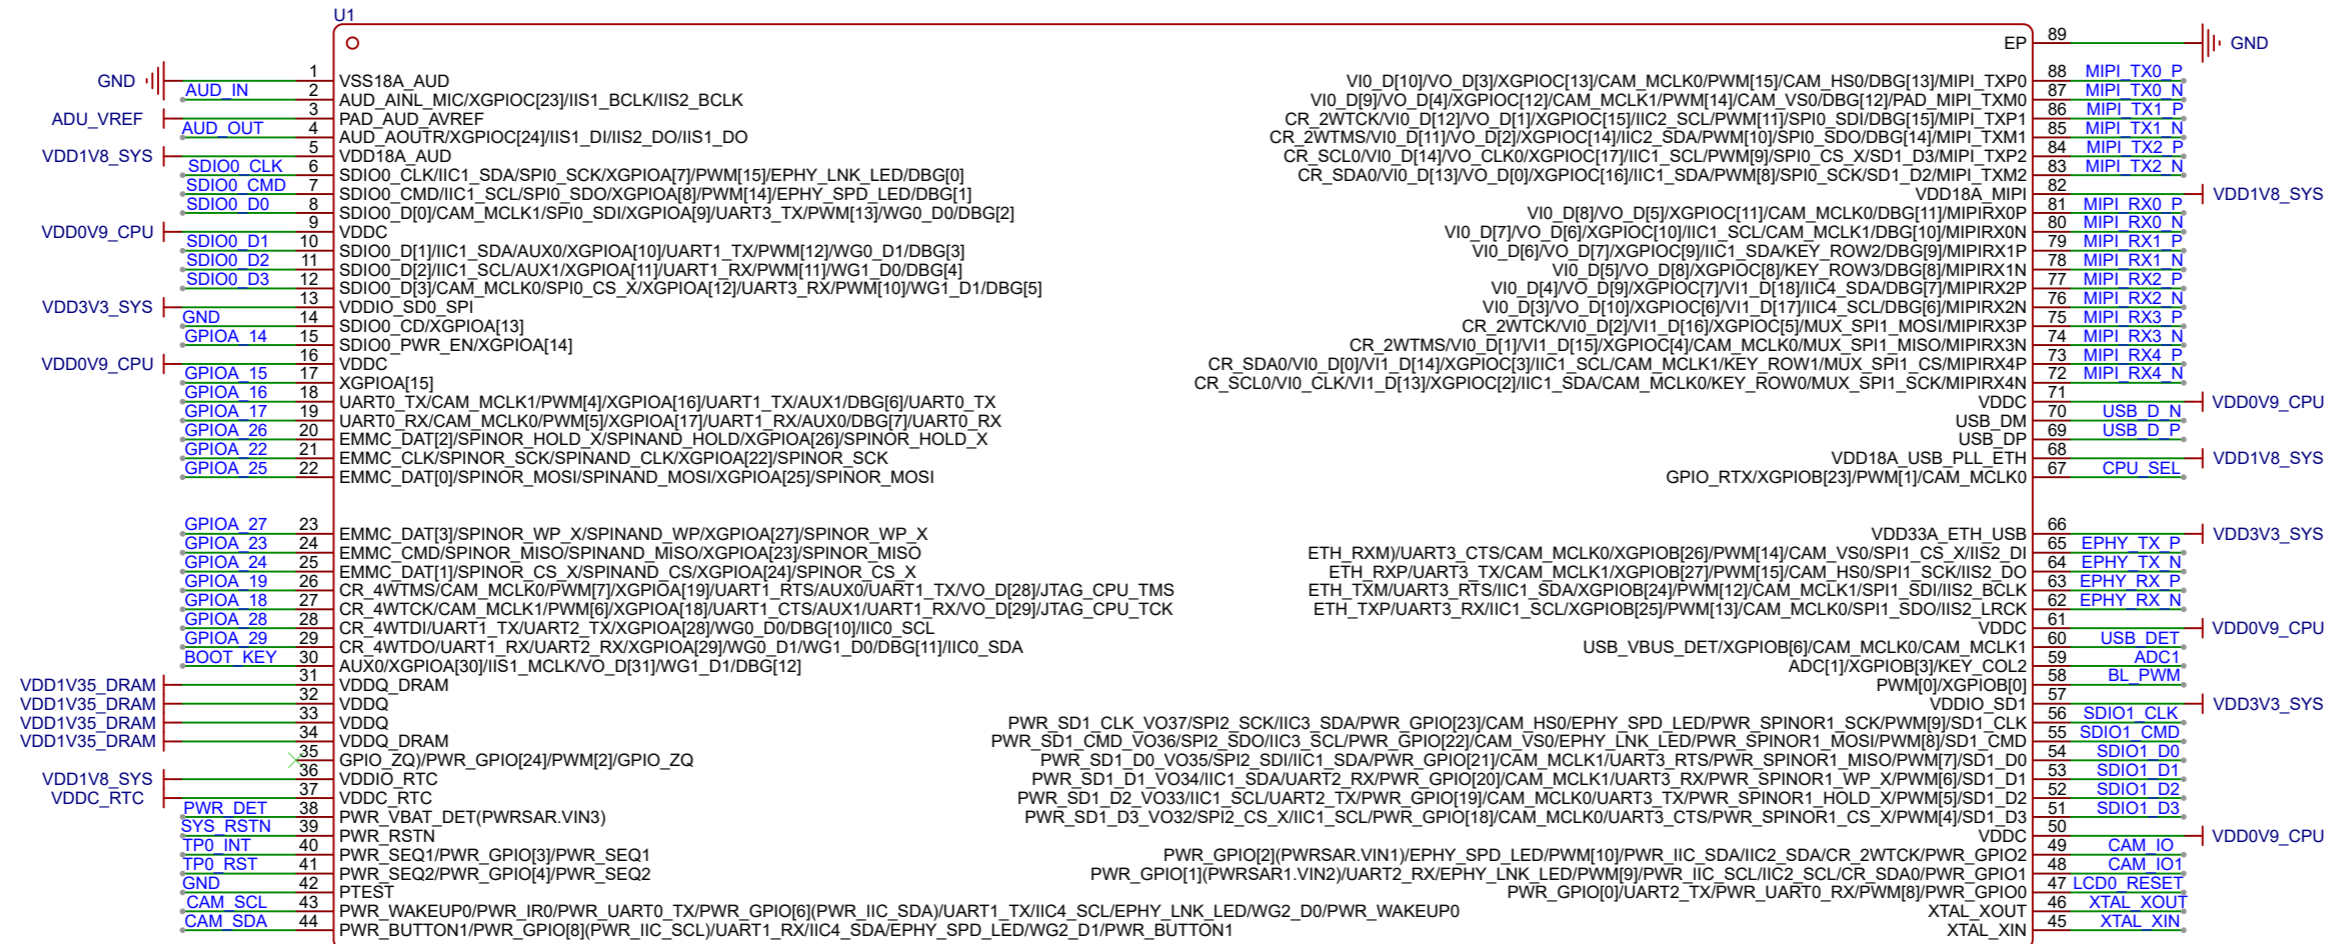 U1
EP 89 GND
GND 1 VSS18A_AUD
AUD_IN 2 AUD_AINL_MIC/XGPIOC[23]/IIS1_BCLK/IIS2_BCLK
ADU_VREF 3 PAD_AUD_AVREF
AUD_OUT 4 AUD_AOUTR/XGPIOC[24]/IIS1_DI/IIS2_DO/IIS1_DO
VDD1V8_SYS 5 VDD18A_AUD
SDIO0_CLK 6 SDIO0_CLK/IIC1_SDA/SPI0_SCK/XGPIOA[7]/PWM[15]/EPHY_LNK_LED/DBG[0]
SDIO0_CMD 7 SDIO0_CMD/IIC1_SCL/SPI0_SDO/XGPIOA[8]/PWM[14]/EPHY_SPD_LED/DBG[1]
SDIO0_D0 8 SDIO0_D[0]/CAM_MCLK1/SPI0_SDI/XGPIOA[9]/UART3_TX/PWM[13]/WG0_D0/DBG[2]
VDD0V9_CPU 9 VDDC
SDIO0_D1 10 SDIO0_D[1]/IIC1_SDA/AUX0/XGPIOA[10]/UART1_TX/PWM[12]/WG0_D1/DBG[3]
SDIO0_D2 11 SDIO0_D[2]/IIC1_SCL/AUX1/XGPIOA[11]/UART1_RX/PWM[11]/WG1_D0/DBG[4]
SDIO0_D3 12 SDIO0_D[3]/CAM_MCLK0/SPI0_CS_X/XGPIOA[12]/UART3_RX/PWM[10]/WG1_D1/DBG[5]
VDD3V3_SYS 13 VDDIO_SD0_SPI
GND 14 SDIO0_CD/XGPIOA[13]
GPIOA_14 15 SDIO0_PWR_EN/XGPIOA[14]
VDD0V9_CPU 16 VDDC
GPIOA_15 17 XGPIOA[15]
GPIOA_16 18 UART0_TX/CAM_MCLK1/PWM[4]/XGPIOA[16]/UART1_TX/AUX1/DBG[6]/UART0_TX
GPIOA_17 19 UART0_RX/CAM_MCLK0/PWM[5]/XGPIOA[17]/UART1_RX/AUX0/DBG[7]/UART0_RX
GPIOA_26 20 EMMC_DAT[2]/SPINOR_HOLD_X/SPINAND_HOLD/XGPIOA[26]/SPINOR_HOLD_X
GPIOA_22 21 EMMC_CLK/SPINOR_SCK/SPINAND_CLK/XGPIOA[22]/SPINOR_SCK
GPIOA_25 22 EMMC_DAT[0]/SPINOR_MOSI/SPINAND_MOSI/XGPIOA[25]/SPINOR_MOSI
GPIOA_27 23 EMMC_DAT[3]/SPINOR_WP_X/SPINAND_WP/XGPIOA[27]/SPINOR_WP_X
GPIOA_23 24 EMMC_CMD/SPINOR_MISO/SPINAND_MISO/XGPIOA[23]/SPINOR_MISO
GPIOA_24 25 EMMC_DAT[1]/SPINOR_CS_X/SPINAND_CS/XGPIOA[24]/SPINOR_CS_X
GPIOA_19 26 CR_4WTMS/CAM_MCLK0/PWM[7]/XGPIOA[19]/UART1_RTS/AUX0/UART1_TX/VO_D[28]/JTAG_CPU_TMS
GPIOA_18 27 CR_4WTCK/CAM_MCLK1/PWM[6]/XGPIOA[18]/UART1_CTS/AUX1/UART1_RX/VO_D[29]/JTAG_CPU_TCK
GPIOA_28 28 CR_4WTDI/UART1_TX/UART2_TX/XGPIOA[28]/WG0_D0/DBG[10]/IIC0_SCL
GPIOA_29 29 CR_4WTDO/UART1_RX/UART2_RX/XGPIOA[29]/WG0_D1/WG1_D0/DBG[11]/IIC0_SDA
BOOT_KEY 30 AUX0/XGPIOA[30]/IIS1_MCLK/VO_D[31]/WG1_D1/DBG[12]
VDD1V35_DRAM 31 VDDQ_DRAM
VDD1V35_DRAM 32 VDDQ
VDD1V35_DRAM 33 VDDQ
VDD1V35_DRAM 34 VDDQ_DRAM
35 GPIO_ZQ)/PWR_GPIO[24]/PWM[2]/GPIO_ZQ
VDD1V8_SYS 36 VDDIO_RTC
VDDC_RTC 37 VDDC_RTC
PWR_DET 38 PWR_VBAT_DET(PWRSAR.VIN3)
SYS_RSTN 39 PWR_RSTN
TP0_INT 40 PWR_SEQ1/PWR_GPIO[3]/PWR_SEQ1
TP0_RST 41 PWR_SEQ2/PWR_GPIO[4]/PWR_SEQ2
GND 42 PTEST
CAM_SCL 43 PWR_WAKEUP0/PWR_IR0/PWR_UART0_TX/PWR_GPIO[6](PWR_IIC_SDA)/UART1_TX/IIC4_SCL/EPHY_LNK_LED/WG2_D0/PWR_WAKEUP0
CAM_SDA 44 PWR_BUTTON1/PWR_GPIO[8](PWR_IIC_SCL)/UART1_RX/IIC4_SDA/EPHY_SPD_LED/WG2_D1/PWR_BUTTON1
VI0_D[10]/VO_D[3]/XGPIOC[13]/CAM_MCLK0/PWM[15]/CAM_HS0/DBG[13]/MIPI_TXP0 88 MIPI_TX0_P
VI0_D[9]/VO_D[4]/XGPIOC[12]/CAM_MCLK1/PWM[14]/CAM_VS0/DBG[12]/PAD_MIPI_TXM0 87 MIPI_TX0_N
CR_2WTCK/VI0_D[12]/VO_D[1]/XGPIOC[15]/IIC2_SCL/PWM[11]/SPI0_SDI/DBG[15]/MIPI_TXP1 86 MIPI_TX1_P
CR_2WTMS/VI0_D[11]/VO_D[2]/XGPIOC[14]/IIC2_SDA/PWM[10]/SPI0_SDO/DBG[14]/MIPI_TXM1 85 MIPI_TX1_N
CR_SCL0/VI0_D[14]/VO_CLK0/XGPIOC[17]/IIC1_SCL/PWM[9]/SPI0_CS_X/SD1_D3/MIPI_TXP2 84 MIPI_TX2_P
CR_SDA0/VI0_D[13]/VO_D[0]/XGPIOC[16]/IIC1_SDA/PWM[8]/SPI0_SCK/SD1_D2/MIPI_TXM2 83 MIPI_TX2_N
VDD18A_MIPI 82 VDD1V8_SYS
VI0_D[8]/VO_D[5]/XGPIOC[11]/CAM_MCLK0/DBG[11]/MIPIRX0P 81 MIPI_RX0_P
VI0_D[7]/VO_D[6]/XGPIOC[10]/IIC1_SCL/CAM_MCLK1/DBG[10]/MIPIRX0N 80 MIPI_RX0_N
VI0_D[6]/VO_D[7]/XGPIOC[9]/IIC1_SDA/KEY_ROW2/DBG[9]/MIPIRX1P 79 MIPI_RX1_P
VI0_D[5]/VO_D[8]/XGPIOC[8]/KEY_ROW3/DBG[8]/MIPIRX1N 78 MIPI_RX1_N
VI0_D[4]/VO_D[9]/XGPIOC[7]/VI1_D[18]/IIC4_SDA/DBG[7]/MIPIRX2P 77 MIPI_RX2_P
VI0_D[3]/VO_D[10]/XGPIOC[6]/VI1_D[17]/IIC4_SCL/DBG[6]/MIPIRX2N 76 MIPI_RX2_N
CR_2WTCK/VI0_D[2]/VI1_D[16]/XGPIOC[5]/MUX_SPI1_MOSI/MIPIRX3P 75 MIPI_RX3_P
CR_2WTMS/VI0_D[1]/VI1_D[15]/XGPIOC[4]/CAM_MCLK0/MUX_SPI1_MISO/MIPIRX3N 74 MIPI_RX3_N
CR_SDA0/VI0_D[0]/VI1_D[14]/XGPIOC[3]/IIC1_SCL/CAM_MCLK1/KEY_ROW1/MUX_SPI1_CS/MIPIRX4P 73 MIPI_RX4_P
CR_SCL0/VI0_CLK/VI1_D[13]/XGPIOC[2]/IIC1_SDA/CAM_MCLK0/KEY_ROW0/MUX_SPI1_SCK/MIPIRX4N 72 MIPI_RX4_N
VDDC 71 VDD0V9_CPU
USB_DM 70 USB_D_N
USB_DP 69 USB_D_P
VDD18A_USB_PLL_ETH 68 VDD1V8_SYS
GPIO_RTX/XGPIOB[23]/PWM[1]/CAM_MCLK0 67 CPU_SEL
VDD33A_ETH_USB 66 VDD3V3_SYS
ETH_RXM)/UART3_CTS/CAM_MCLK0/XGPIOB[26]/PWM[14]/CAM_VS0/SPI1_CS_X/IIS2_DI 65 EPHY_TX_P
ETH_RXP/UART3_TX/CAM_MCLK1/XGPIOB[27]/PWM[15]/CAM_HS0/SPI1_SCK/IIS2_DO 64 EPHY_TX_N
ETH_TXM/UART3_RTS/IIC1_SDA/XGPIOB[24]/PWM[12]/CAM_MCLK1/SPI1_SDI/IIS2_BCLK 63 EPHY_RX_P
ETH_TXP/UART3_RX/IIC1_SCL/XGPIOB[25]/PWM[13]/CAM_MCLK0/SPI1_SDO/IIS2_LRCK 62 EPHY_RX_N
VDDC 61 VDD0V9_CPU
USB_VBUS_DET/XGPIOB[6]/CAM_MCLK0/CAM_MCLK1 60 USB_DET
ADC[1]/XGPIOB[3]/KEY_COL2 59 ADC1
PWM[0]/XGPIOB[0] 58 BL_PWM
VDDIO_SD1 57 VDD3V3_SYS
PWR_SD1_CLK_VO37/SPI2_SCK/IIC3_SDA/PWR_GPIO[23]/CAM_HS0/EPHY_SPD_LED/PWR_SPINOR1_SCK/PWM[9]/SD1_CLK 56 SDIO1_CLK
PWR_SD1_CMD_VO36/SPI2_SDO/IIC3_SCL/PWR_GPIO[22]/CAM_VS0/EPHY_LNK_LED/PWR_SPINOR1_MOSI/PWM[8]/SD1_CMD 55 SDIO1_CMD
PWR_SD1_D0_VO35/SPI2_SDI/IIC1_SDA/PWR_GPIO[21]/CAM_MCLK1/UART3_RTS/PWR_SPINOR1_MISO/PWM[7]/SD1_D0 54 SDIO1_D0
PWR_SD1_D1_VO34/IIC1_SDA/UART2_RX/PWR_GPIO[20]/CAM_MCLK1/UART3_RX/PWR_SPINOR1_WP_X/PWM[6]/SD1_D1 53 SDIO1_D1
PWR_SD1_D2_VO33/IIC1_SCL/UART2_TX/PWR_GPIO[19]/CAM_MCLK0/UART3_TX/PWR_SPINOR1_HOLD_X/PWM[5]/SD1_D2 52 SDIO1_D2
PWR_SD1_D3_VO32/SPI2_CS_X/IIC1_SCL/PWR_GPIO[18]/CAM_MCLK0/UART3_CTS/PWR_SPINOR1_CS_X/PWM[4]/SD1_D3 51 SDIO1_D3
VDDC 50 VDD0V9_CPU
PWR_GPIO[2](PWRSAR.VIN1)/EPHY_SPD_LED/PWM[10]/PWR_IIC_SDA/IIC2_SDA/CR_2WTCK/PWR_GPIO2 49 CAM_IO
PWR_GPIO[1](PWRSAR1.VIN2)/UART2_RX/EPHY_LNK_LED/PWM[9]/PWR_IIC_SCL/IIC2_SCL/CR_SDA0/PWR_GPIO1 48 CAM_IO1
PWR_GPIO[0]/UART2_TX/PWR_UART0_RX/PWM[8]/PWR_GPIO0 47 LCD0_RESET
XTAL_XOUT 46 XTAL_XOUT
XTAL_XIN 45 XTAL_XIN